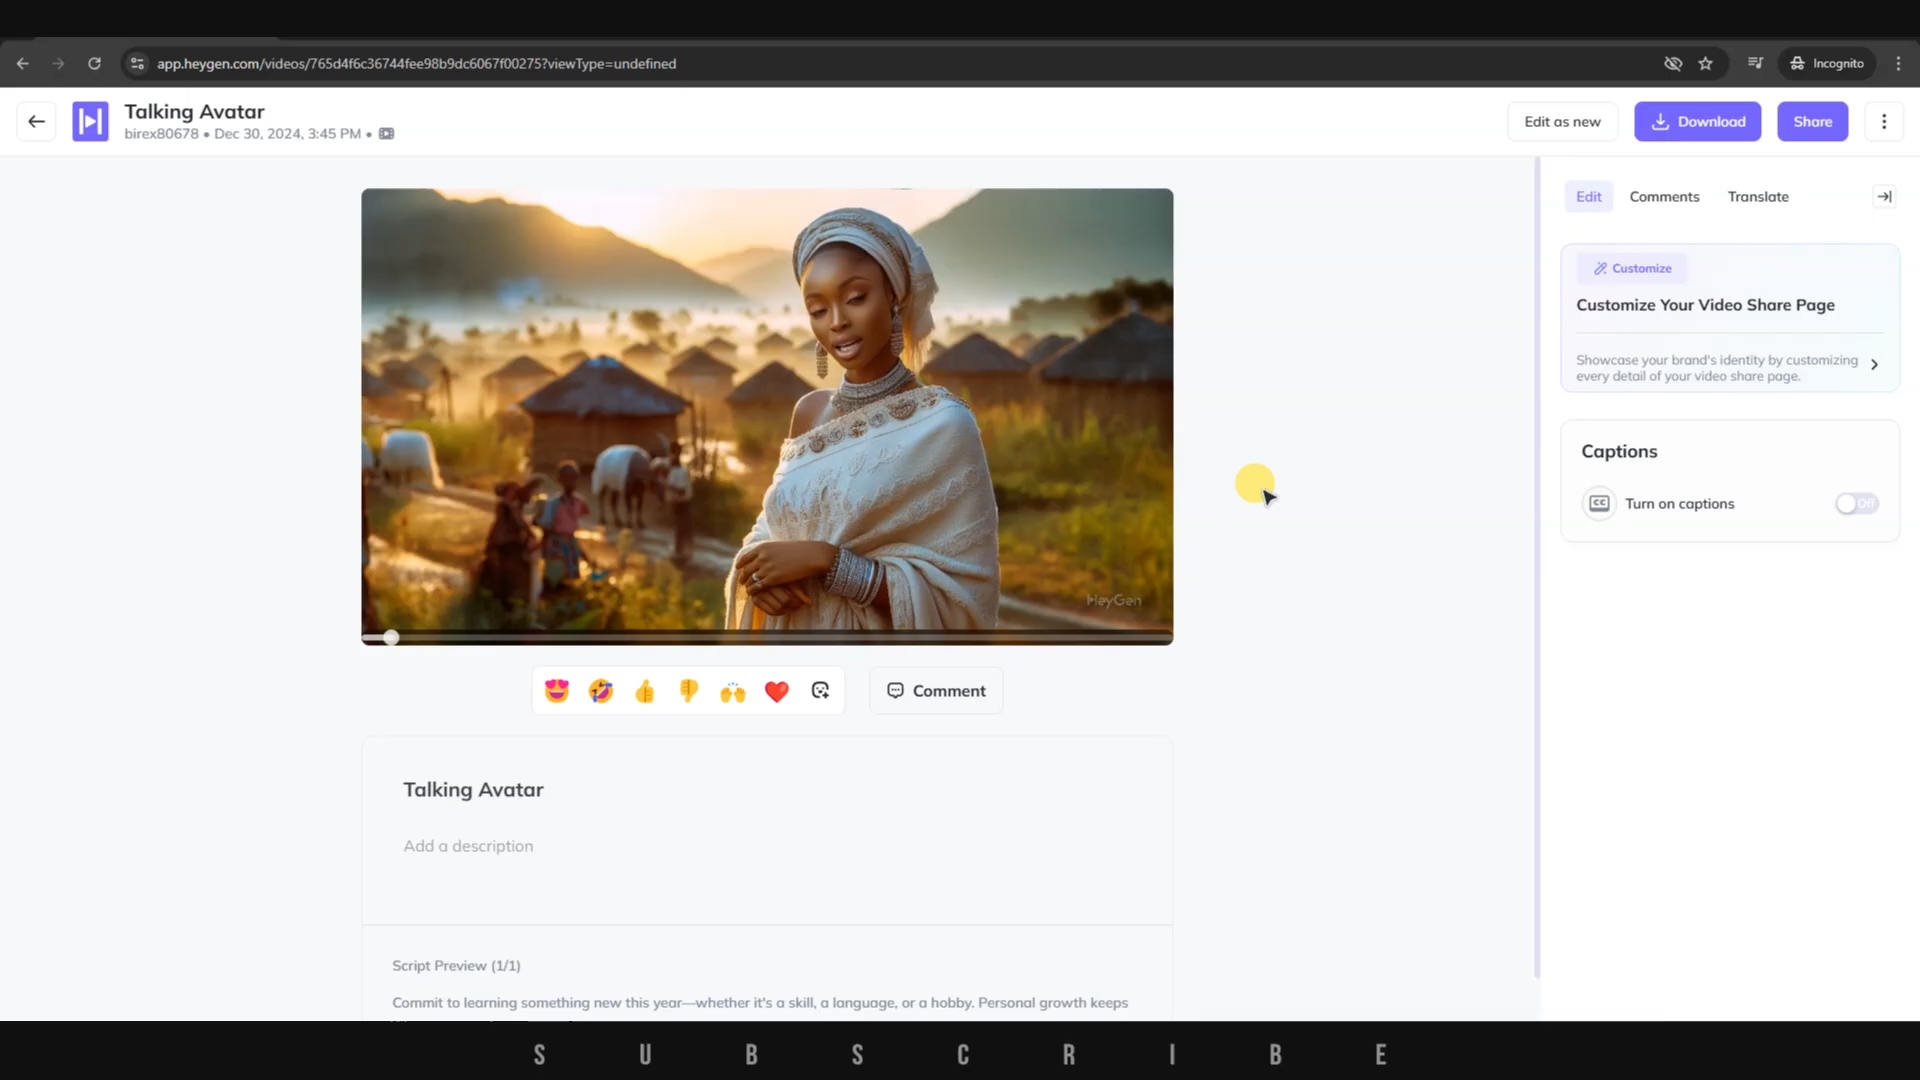 app.heygen.com/videos/765d4f6c36744fee98b9dc6067f00275?viewType=undefined
Incognito
Talking Avatar
birex80678 • Dec 30, 2024, 3:45 PM •
Edit as new
Download
Share
Edit
Comments
Translate
Customize
Customize Your Video Share Page
Showcase your brand's identity by customizing
every detail of your video share page.
Captions
CC
Turn on captions
Off
HeyGen
Comment
Talking Avatar
Add a description
Script Preview (1/1)
Commit to learning something new this year—whether it's a skill, a language, or a hobby. Personal growth keeps
SUBSCRIBE